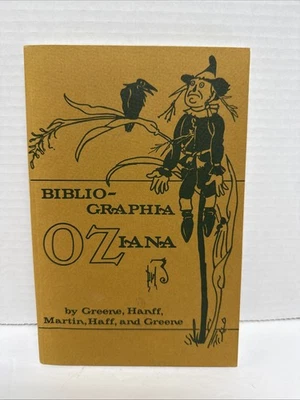 BIBLIO-
GRAPHIA
OZIANA
by Greene, Hanff,
Martin, Haff, and Greene